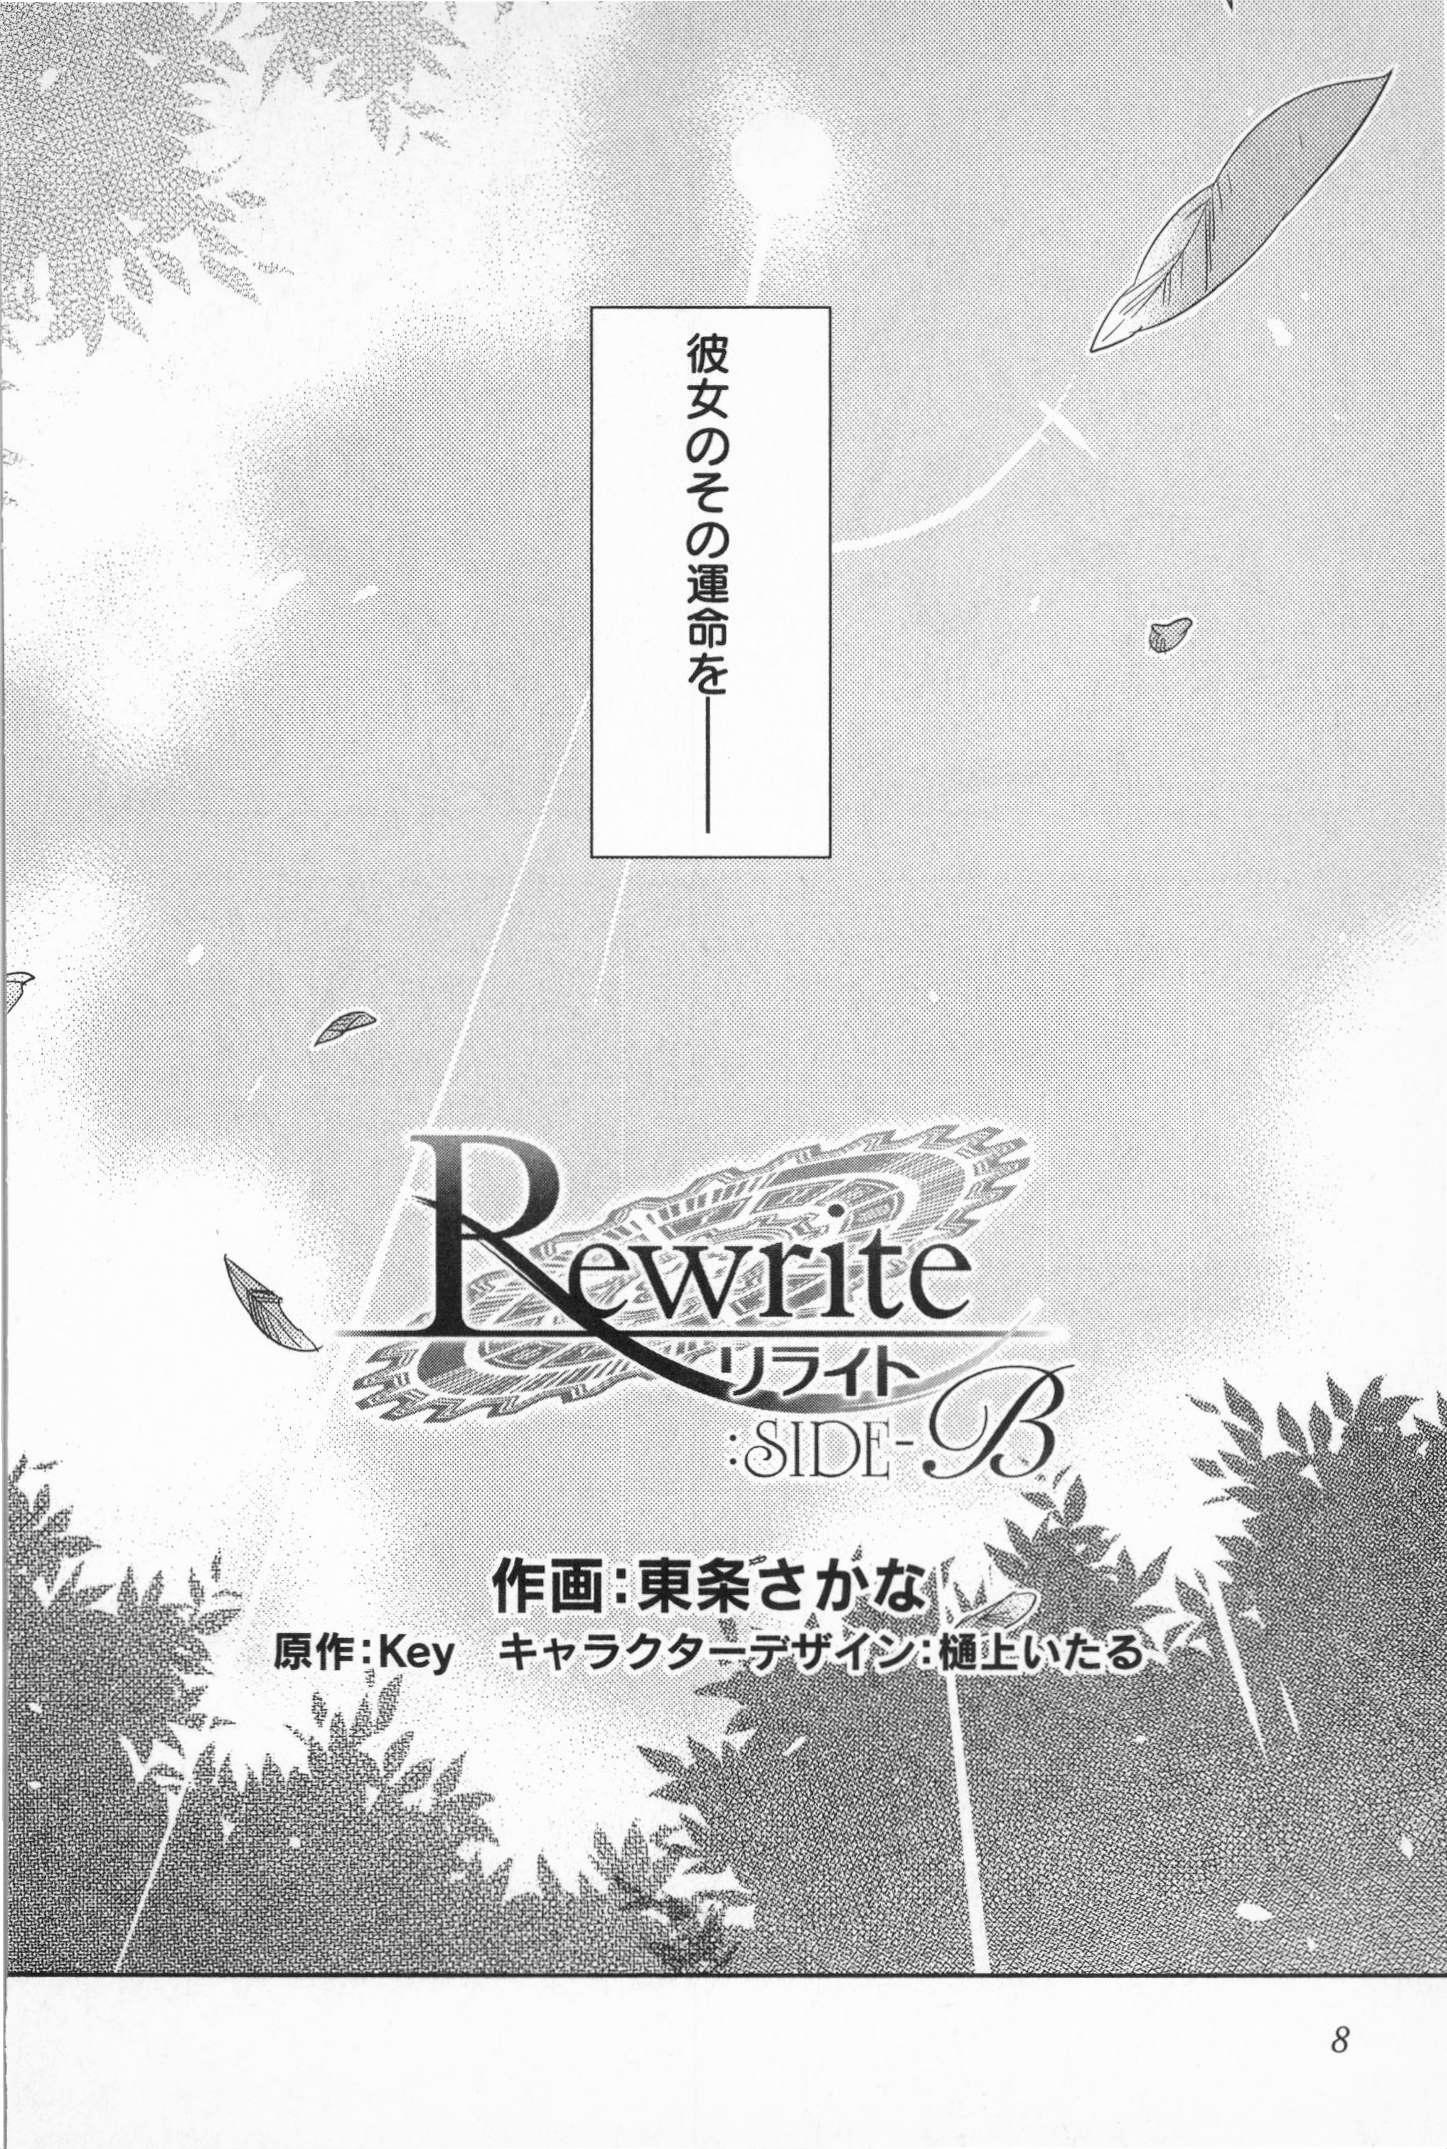 彼女のその運命を――
Rewrite
リライト
:SIDE-B
作画:東条さかな
原作:Key　キャラクターデザイン:樋上いたる
8